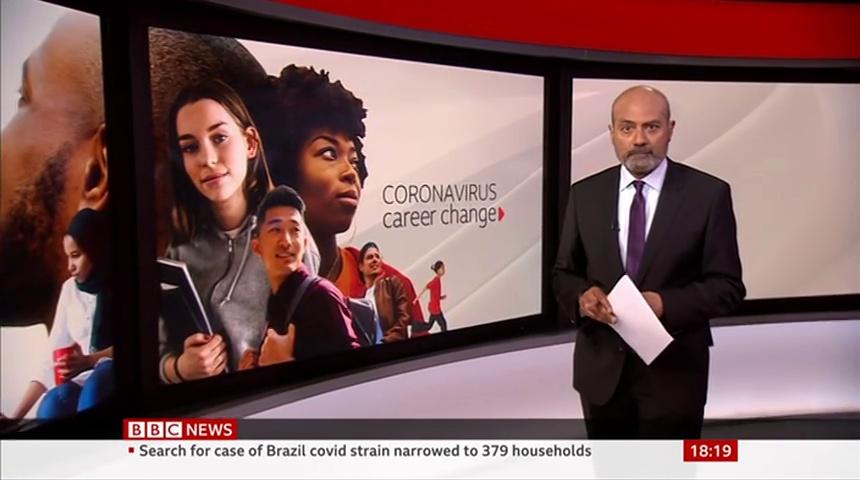 CORONAVIRUS
career change
BBC NEWS
Search for case of Brazil covid strain narrowed to 379 households
18:19